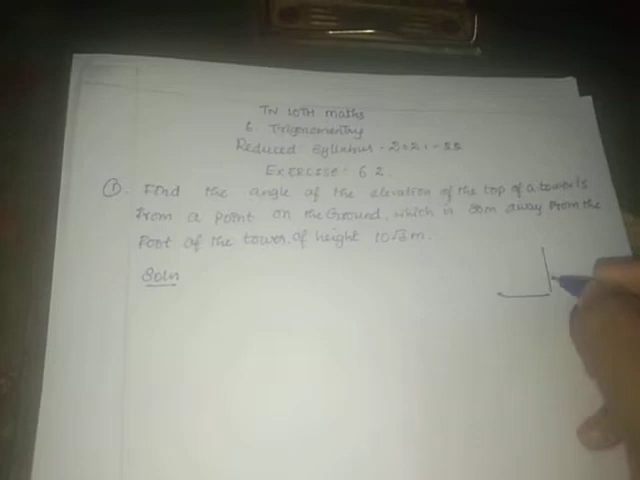 TN 10TH maths
6. Trigonometry
Reduced Syllabus - 2021-22
EXERCISE: 6.2.
①. Find the angle of the elevation of the top of a towers
from a point on the Ground, which is 30m away from the
Foot of the tower. of height 10√3 m.
Soln